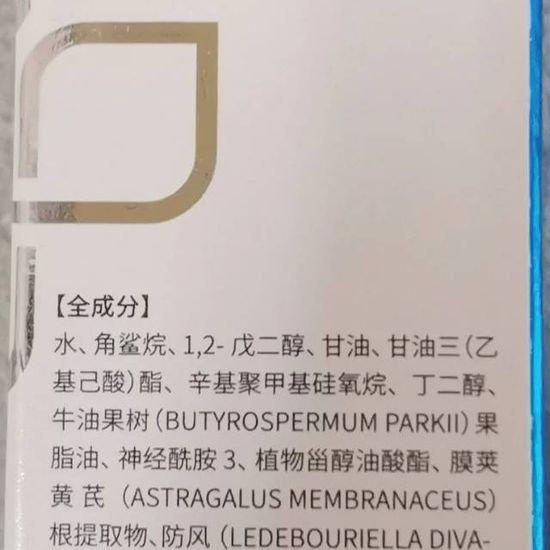 【全成分】
水、角鲨烷、1,2- 戊二醇、甘油、甘油三(乙
基己酸)酯、 辛基聚甲基硅氧烷、 丁二醇、
牛油果树(BUTYROSPERMUM PARKII)果
脂油、神经酰胺 3、植物甾醇油酸酯、膜荚
黄 芪 (ASTRAGALUS MEMBRANACEUS)
根提取物、防风(LEDEBOURIELLA DIVA-